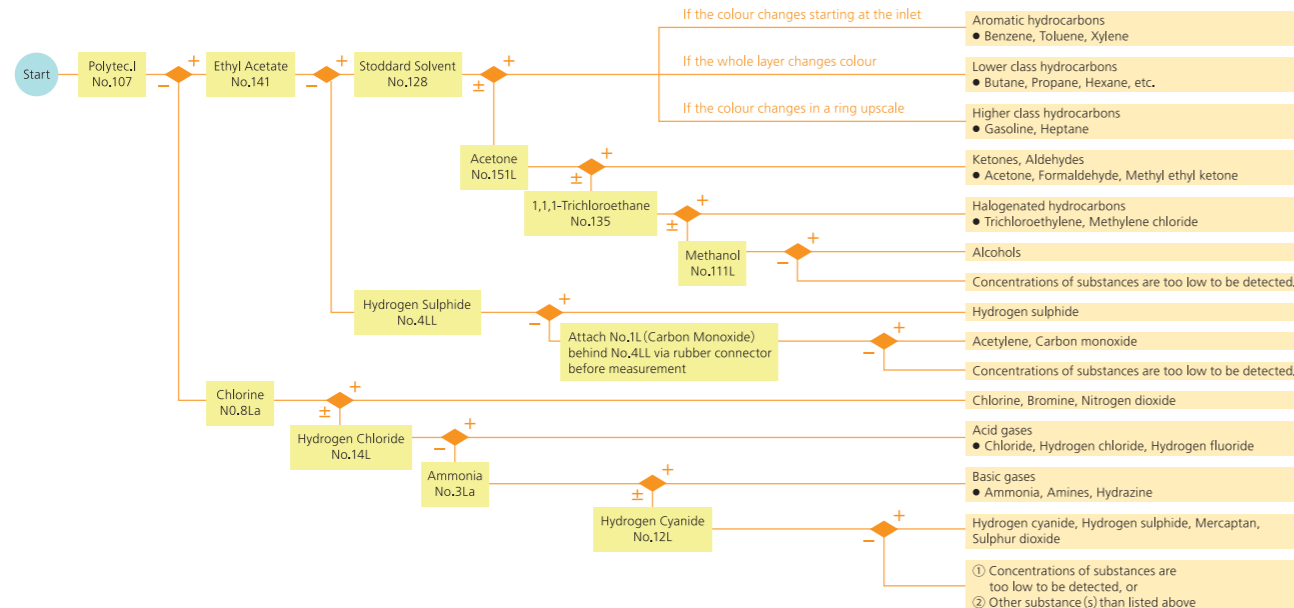 If the colour changes starting at the inlet
Aromatic hydrocarbons
● Benzene, Toluene, Xylene
Start
Polytec.I
No.107
+
−
Ethyl Acetate
No.141
+
−
Stoddard Solvent
No.128
+
±
If the whole layer changes colour
Lower class hydrocarbons
● Butane, Propane, Hexane, etc.
If the colour changes in a ring upscale
Higher class hydrocarbons
● Gasoline, Heptane
Acetone
No.151L
+
±
Ketones, Aldehydes
● Acetone, Formaldehyde, Methyl ethyl ketone
1,1,1-Trichloroethane
No.135
+
±
Halogenated hydrocarbons
● Trichloroethylene, Methylene chloride
Methanol
No.111L
+
−
Alcohols
Concentrations of substances are too low to be detected.
Hydrogen Sulphide
No.4LL
+
−
Hydrogen sulphide
Attach No.1L (Carbon Monoxide)
behind No.4LL via rubber connector
before measurement
+
−
Acetylene, Carbon monoxide
Concentrations of substances are too low to be detected.
Chlorine
N0.8La
+
±
Chlorine, Bromine, Nitrogen dioxide
Hydrogen Chloride
No.14L
+
−
Acid gases
● Chloride, Hydrogen chloride, Hydrogen fluoride
Ammonia
No.3La
+
±
Basic gases
● Ammonia, Amines, Hydrazine
Hydrogen Cyanide
No.12L
+
−
Hydrogen cyanide, Hydrogen sulphide, Mercaptan,
Sulphur dioxide
① Concentrations of substances are
too low to be detected, or
② Other substance(s) than listed above